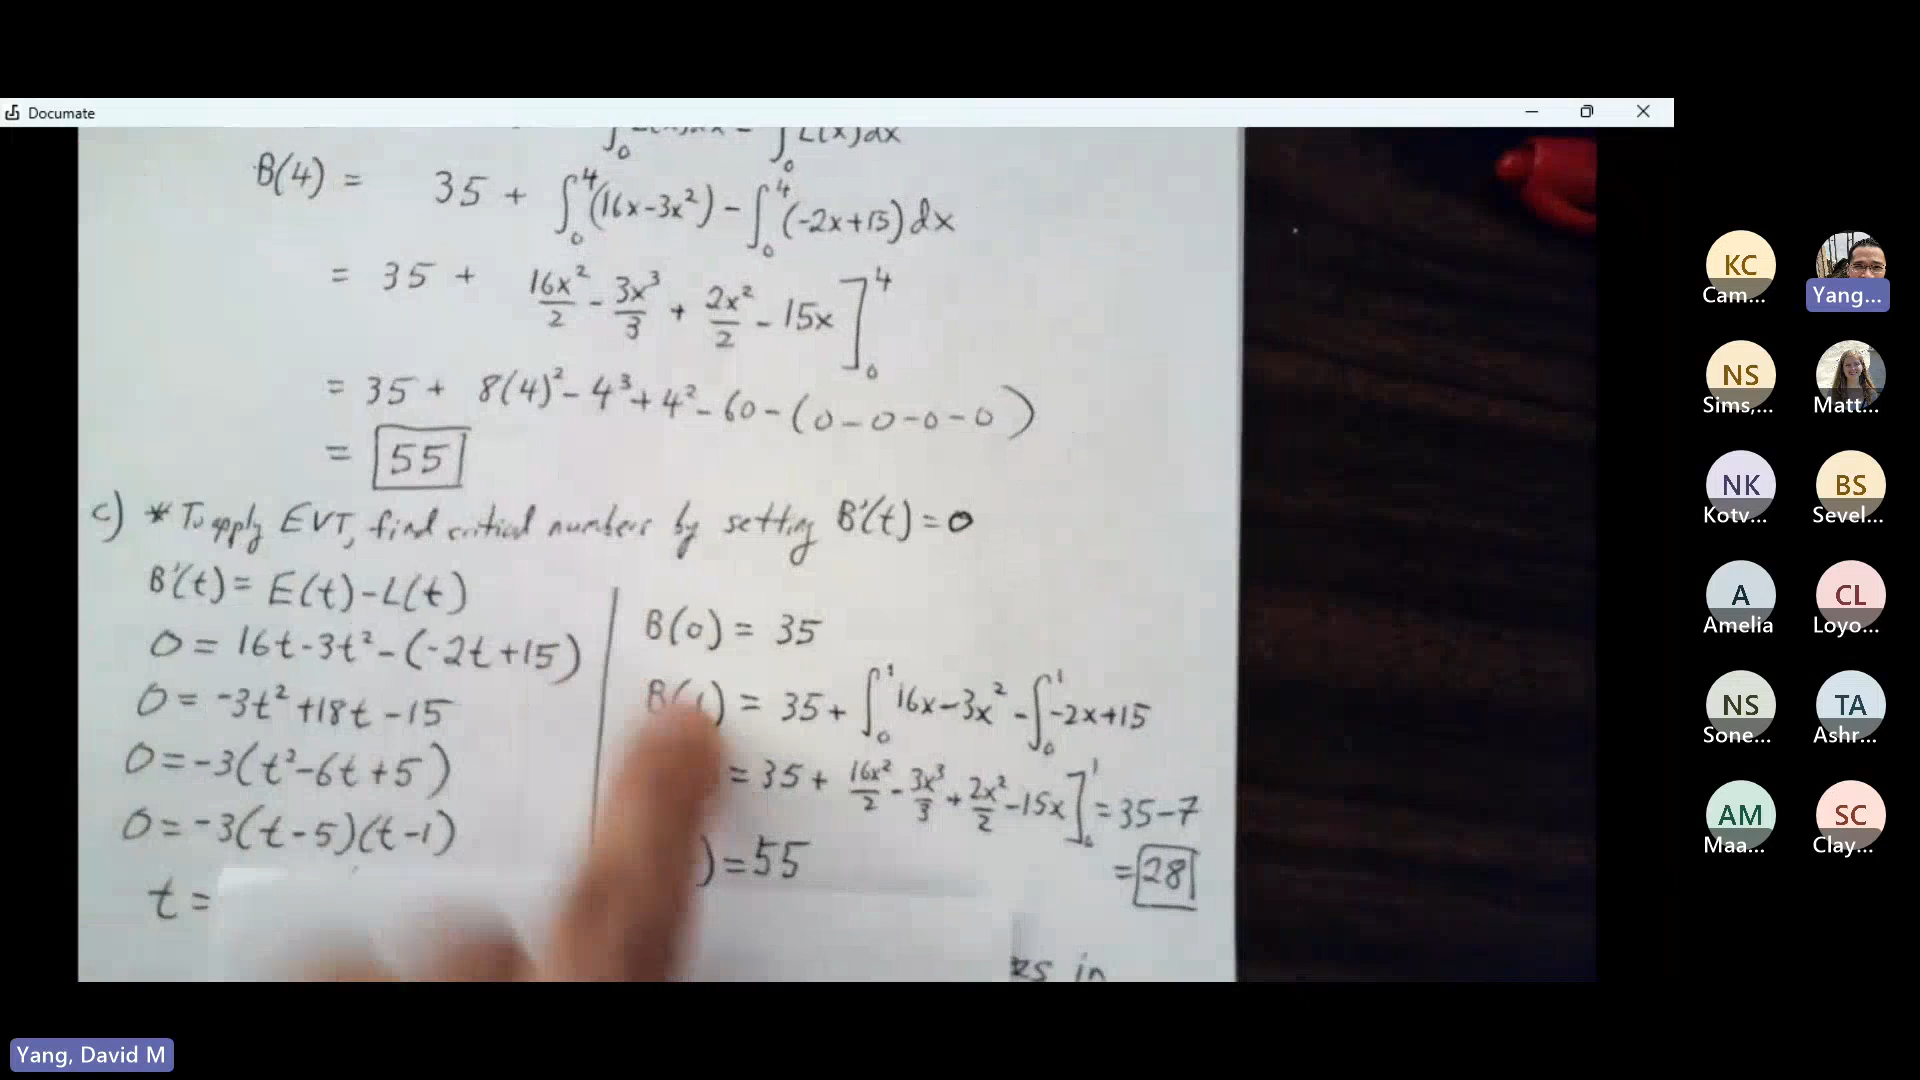 Documate
∫₀ L(x)dx
B(4) = 35 + ∫₀⁴(16x-3x²) - ∫₀⁴(-2x+15)dx
= 35 + 16x²/2 - 3x³/3 + 2x²/2 - 15x]₀⁴
= 35 + 8(4)² - 4³ + 4² - 60 - (0-0-0-0)
= 55
c) * To apply EVT, find critical numbers by setting B'(t) = 0
B'(t) = E(t) - L(t)
0 = 16t - 3t² - (-2t+15)
0 = -3t² + 18t - 15
0 = -3(t² - 6t + 5)
0 = -3(t-5)(t-1)
t =
B(0) = 35
B(1) = 35 + ∫₀¹ 16x - 3x² - ∫₀¹ -2x+15
= 35 + 16x²/2 - 3x³/3 + 2x²/2 - 15x]₀¹ = 35-7
= 28
) = 55
in
KC
Cam...
Yang...
NS
Sims,...
Matt...
NK
Kotv...
BS
Sevel...
A
Amelia
CL
Loyo...
NS
Sone...
TA
Ashr...
AM
Maa...
SC
Clay...
Yang, David M